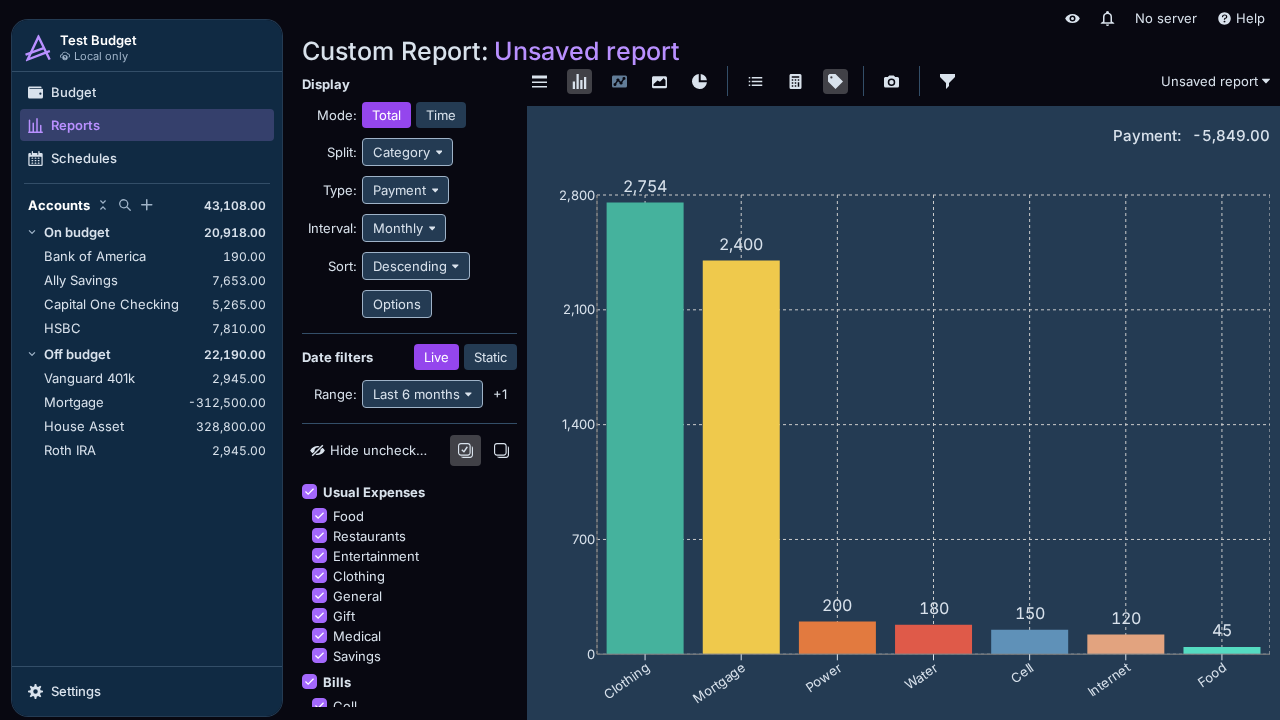 No server
Help
Test Budget
Local only
Budget
Reports
Schedules
Accounts 43,108.00
On budget 20,918.00
Bank of America 190.00
Ally Savings 7,653.00
Capital One Checking 5,265.00
HSBC 7,810.00
Off budget 22,190.00
Vanguard 401k 2,945.00
Mortgage -312,500.00
House Asset 328,800.00
Roth IRA 2,945.00
Settings
Custom Report: Unsaved report
Display
Mode: Total Time
Split: Category
Type: Payment
Interval: Monthly
Sort: Descending
Options
Date filters Live Static
Range: Last 6 months +1
Hide uncheck...
Usual Expenses
Food
Restaurants
Entertainment
Clothing
General
Gift
Medical
Savings
Bills
Cell
Unsaved report
Payment: -5,849.00
2,800
2,100
1,400
700
0
2,754
2,400
200
180
150
120
45
Clothing
Mortgage
Power
Water
Cell
Internet
Food